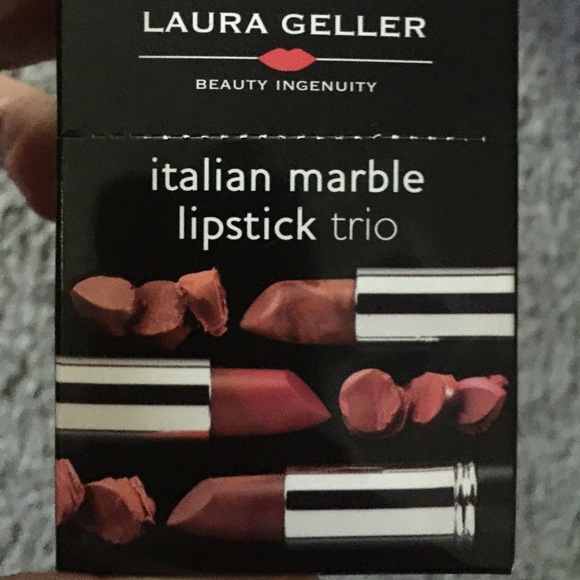 LAURA GELLER
BEAUTY INGENUITY
italian marble
lipstick trio